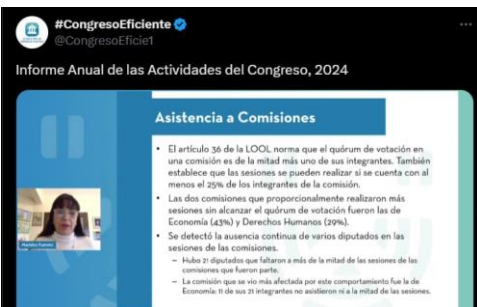 #CongresoEficiente
@CongresoEficie1
Informe Anual de las Actividades del Congreso, 2024
Asistencia a Comisiones
• El artículo 36 de la LOOL norma que el quórum de votación en
una comisión es de la mitad más uno de sus integrantes. También
establece que las sesiones se pueden realizar si se cuenta con al
menos el 25% de los integrantes de la comisión.
• Las dos comisiones que proporcionalmente realizaron más
sesiones sin alcanzar el quórum de votación fueron las de
Economía (43%) y Derechos Humanos (29%).
• Se detectó la ausencia continua de varios diputados en las
sesiones de las comisiones.
– Hubo 21 diputados que faltaron a más de la mitad de las sesiones de las
comisiones que fueron parte.
– La comisión que se vio más afectada por este comportamiento fue la de
Economía: 11 de sus 21 integrantes no asistieron ni a la mitad de las sesiones.